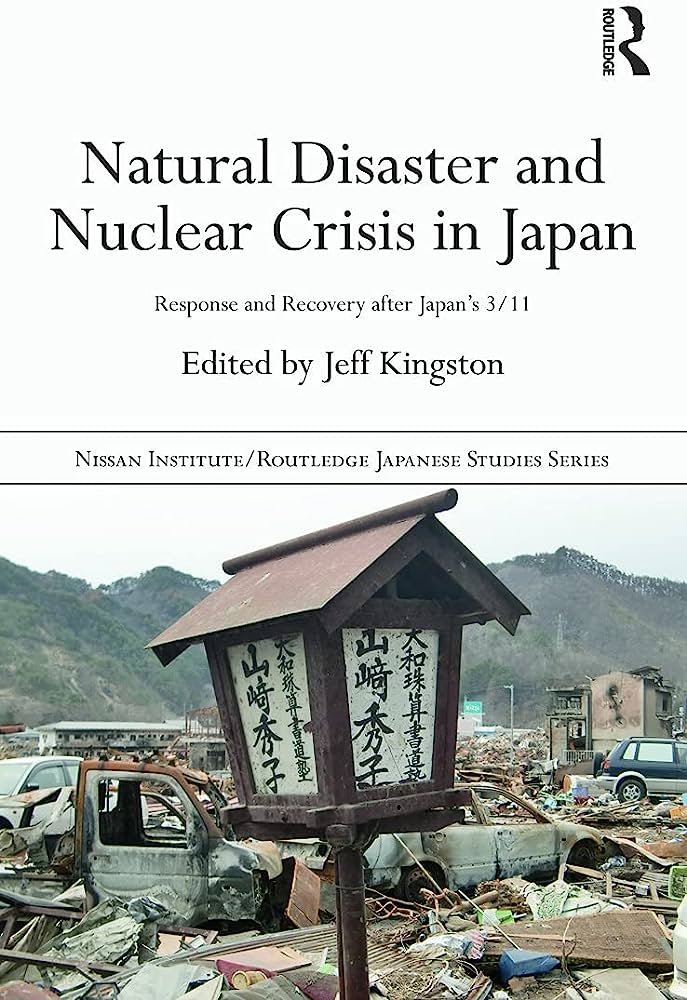 ROUTLEDGE
Natural Disaster and
Nuclear Crisis in Japan
Response and Recovery after Japan’s 3/11
Edited by Jeff Kingston
NISSAN INSTITUTE/ROUTLEDGE JAPANESE STUDIES SERIES
大和珠算書道塾
山﨑秀子
大和珠算書道塾
山﨑秀子